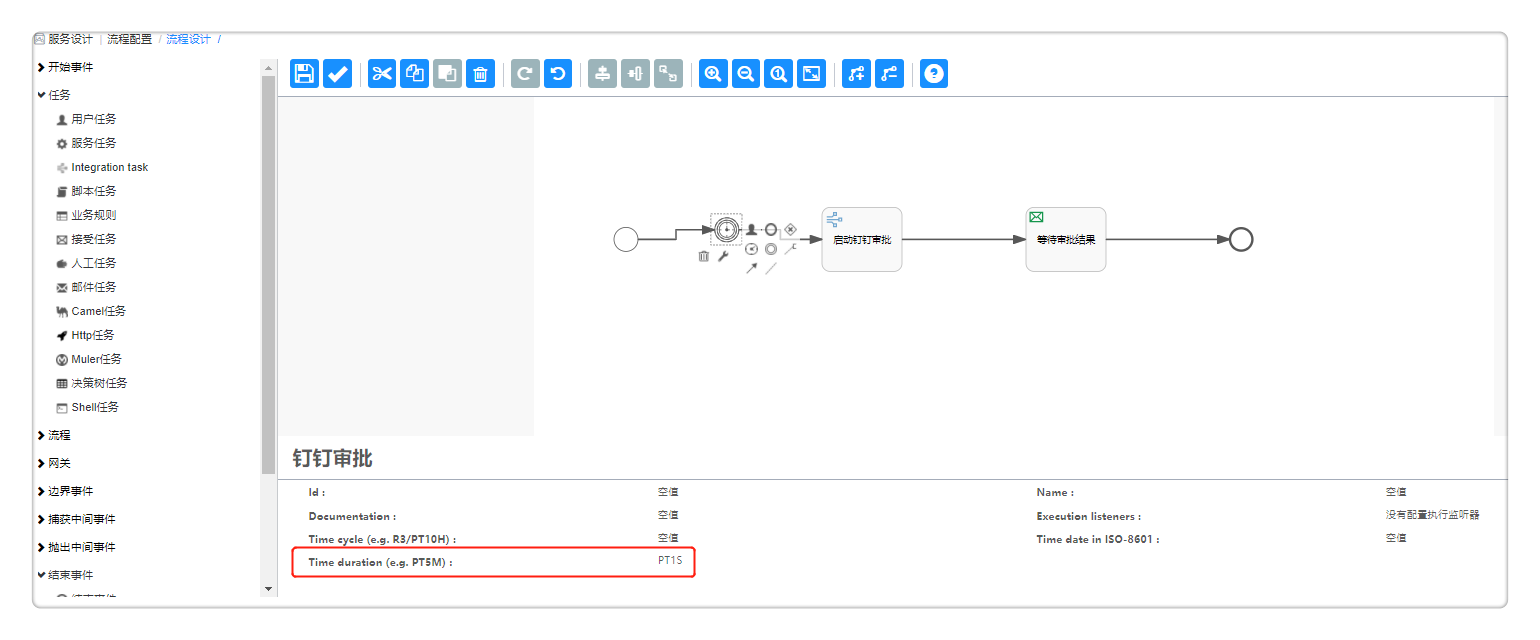 服务设计 | 流程配置 / 流程设计 /
开始事件
任务
用户任务
服务任务
Integration task
脚本任务
业务规则
接受任务
人工任务
邮件任务
Camel任务
Http任务
Muler任务
决策树任务
Shell任务
流程
网关
边界事件
捕获中间事件
抛出中间事件
结束事件
启动钉钉审批
等待审批结果
钉钉审批
Id : 空值 Name : 空值
Documentation : 空值 Execution listeners : 没有配置执行监听器
Time cycle (e.g. R3/PT10H) : 空值 Time date in ISO-8601 : 空值
Time duration (e.g. PT5M) : PT1S